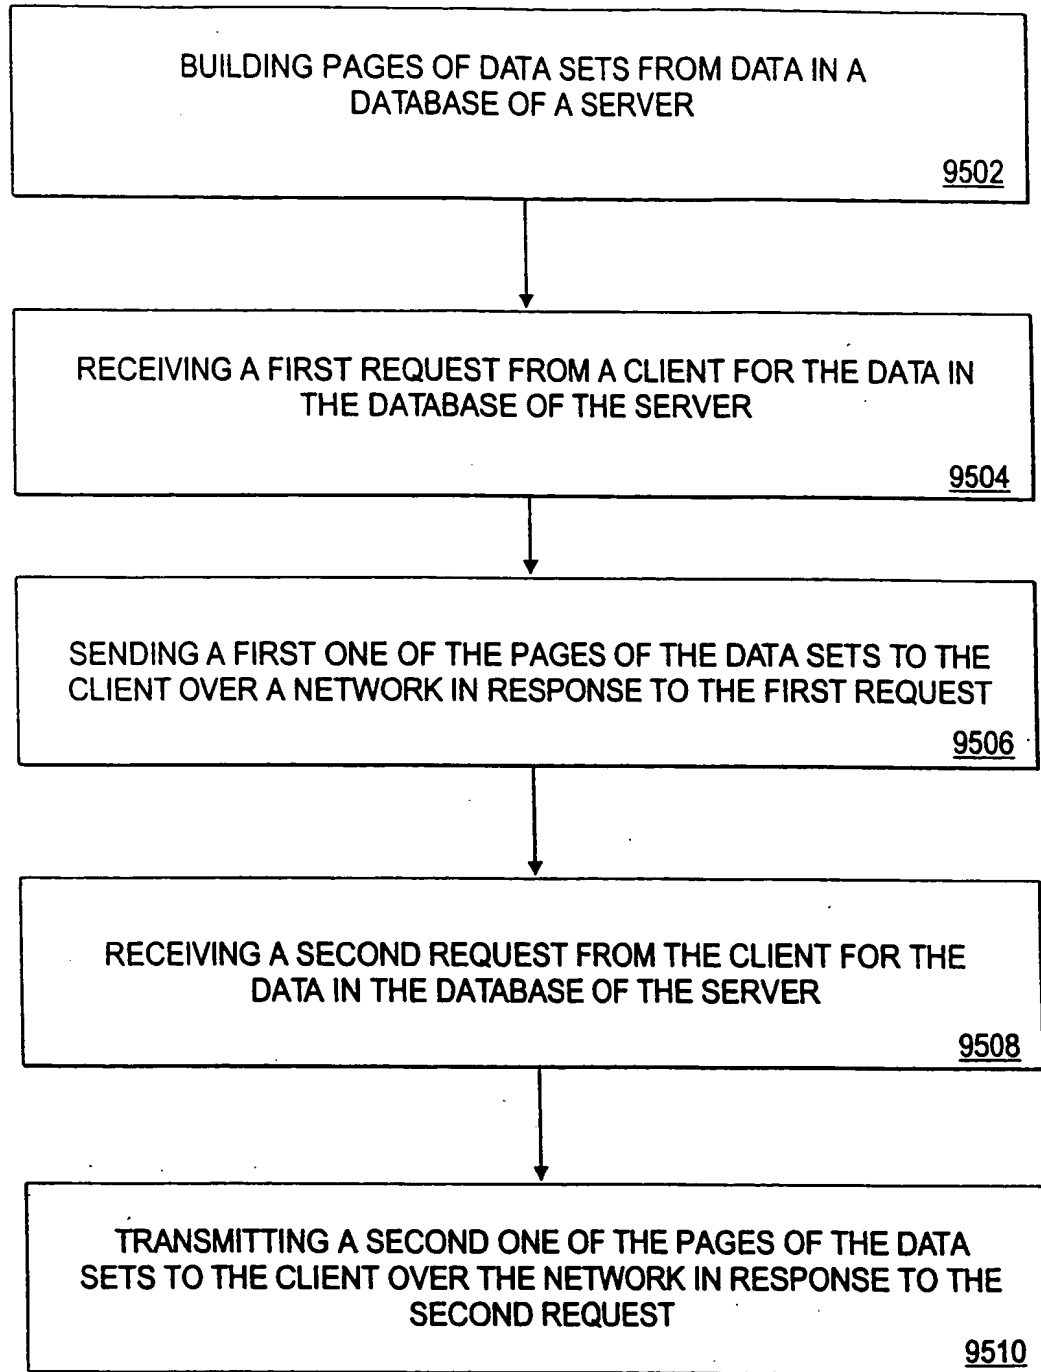 BUILDING PAGES OF DATA SETS FROM DATA IN A
DATABASE OF A SERVER
9502
RECEIVING A FIRST REQUEST FROM A CLIENT FOR THE DATA IN
THE DATABASE OF THE SERVER
9504
SENDING A FIRST ONE OF THE PAGES OF THE DATA SETS TO THE
CLIENT OVER A NETWORK IN RESPONSE TO THE FIRST REQUEST
9506
RECEIVING A SECOND REQUEST FROM THE CLIENT FOR THE
DATA IN THE DATABASE OF THE SERVER
9508
TRANSMITTING A SECOND ONE OF THE PAGES OF THE DATA
SETS TO THE CLIENT OVER THE NETWORK IN RESPONSE TO THE
SECOND REQUEST
9510